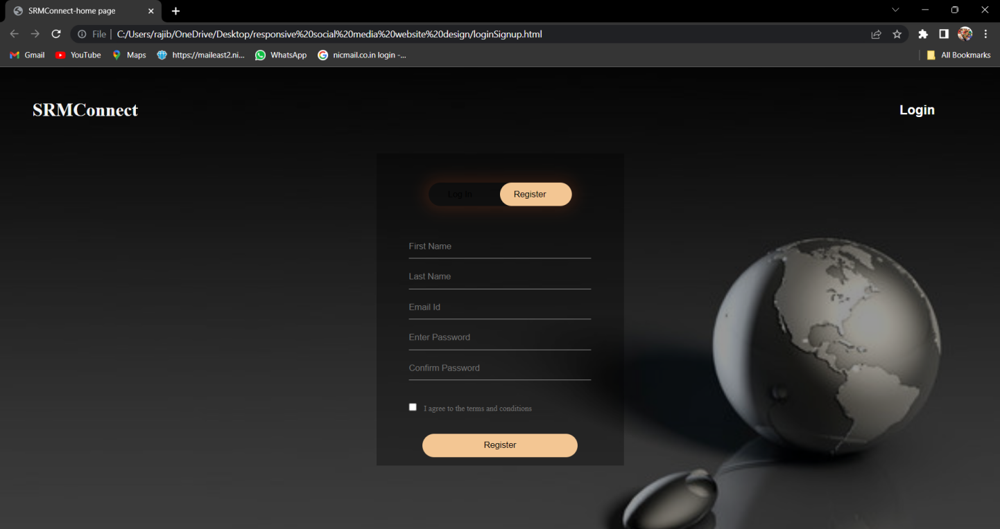 SRMConnect-home page
File
C:/Users/rajib/OneDrive/Desktop/responsive%20social%20media%20website%20design/loginSignup.html
Gmail YouTube Maps https://maileast2.ni... WhatsApp nicmail.co.in login -... All Bookmarks
SRMConnect Login
Log In Register
First Name
Last Name
Email Id
Enter Password
Confirm Password
I agree to the terms and conditions
Register